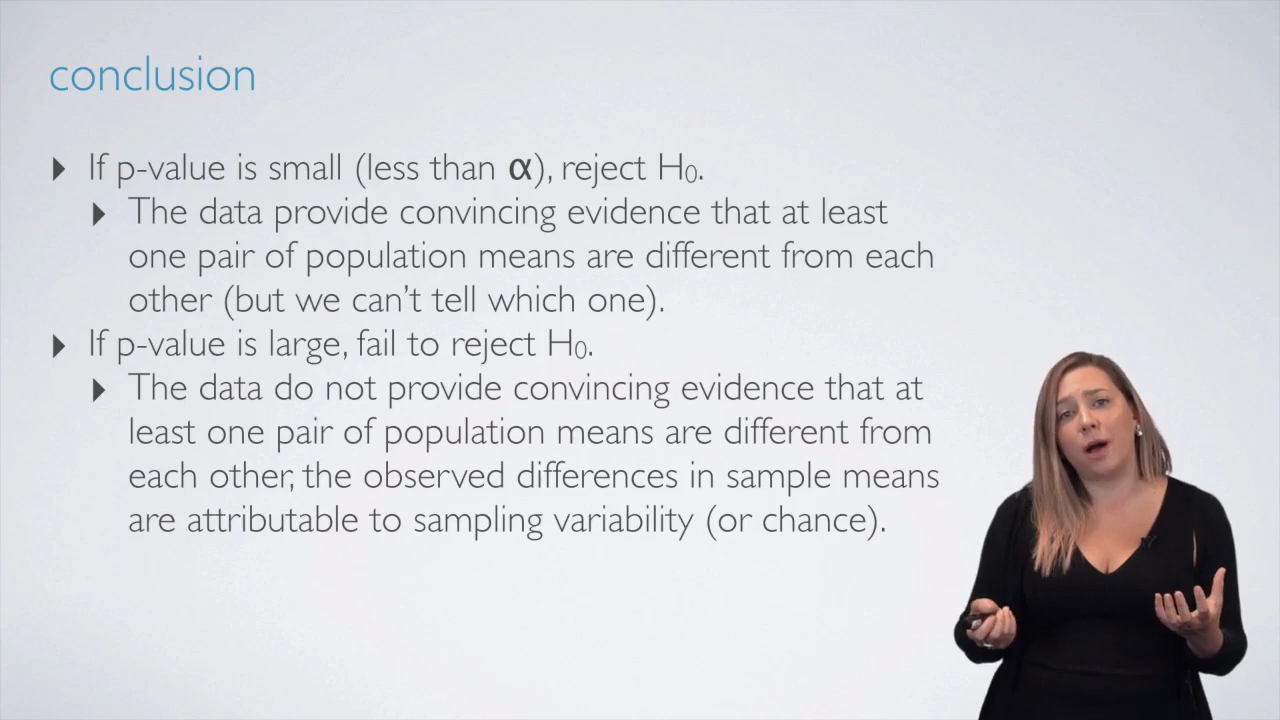 conclusion
▸ If p-value is small (less than α), reject H₀.
▸ The data provide convincing evidence that at least
one pair of population means are different from each
other (but we can’t tell which one).
▸ If p-value is large, fail to reject H₀.
▸ The data do not provide convincing evidence that at
least one pair of population means are different from
each other, the observed differences in sample means
are attributable to sampling variability (or chance).